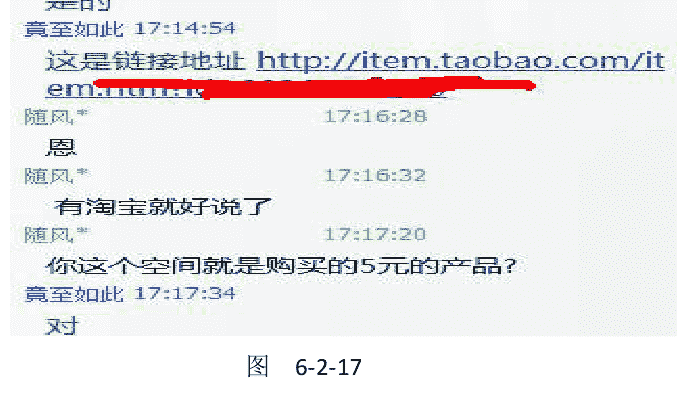 是的
竟至如此 17:14:54
这是链接地址 http://item.taobao.com/it
em.htm?
随风* 17:16:28
恩
随风* 17:16:32
有淘宝就好说了
随风* 17:17:20
你这个空间就是购买的5元的产品?
竟至如此 17:17:34
对
图 6-2-17